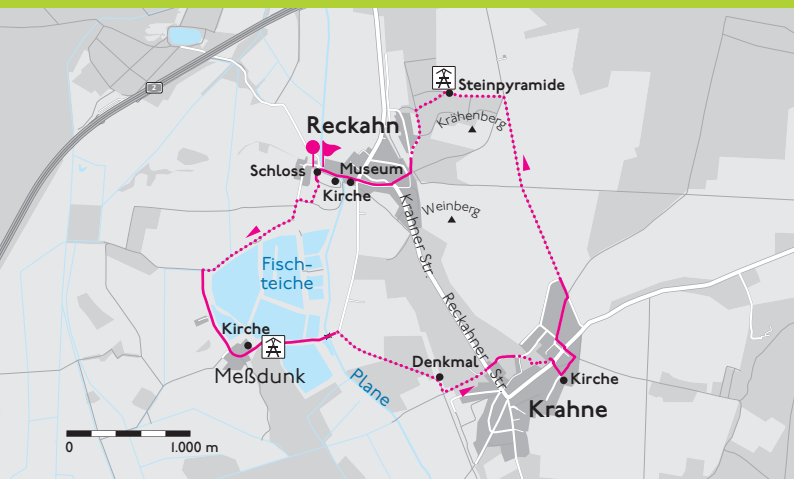 2
Steinpyramide
Krähenberg
Reckahn
Schloss
Museum
Kirche
Weinberg
Krahner Str.
Fisch-
teiche
Reckahner Str.
Kirche
Meßdunk
Plane
Denkmal
Kirche
Krahne
0
1.000 m